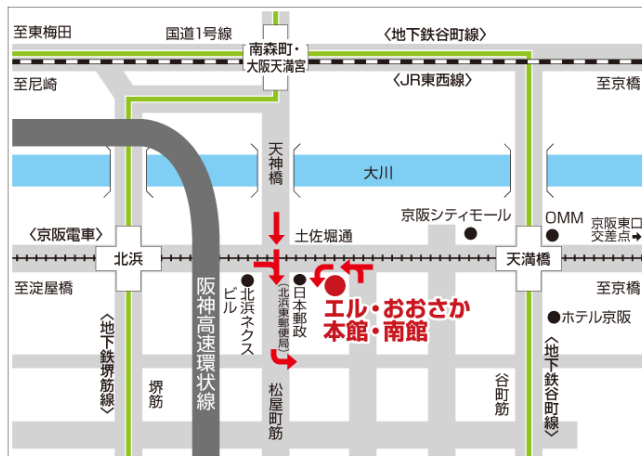 至東梅田
国道1号線
南森町・
大阪天満宮
〈地下鉄谷町線〉
至尼崎
〈JR東西線〉
至京橋
天神橋
大川
京阪シティモール
OMM
京阪東口
交差点➡
〈京阪電車〉
土佐堀通
北浜
天満橋
至淀屋橋
至京橋
阪神高速環状線
北浜ネクス
ビル
日本郵政
(北浜東郵便局)
エル・おおさか
本館・南館
ホテル京阪
〈地下鉄堺筋線〉
堺筋
松屋町筋
谷町筋
〈地下鉄谷町線〉